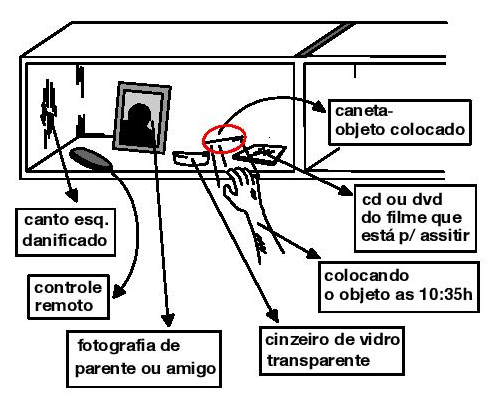 caneta-
objeto colocado
cd ou dvd
do filme que
está p/ assitir
canto esq.
danificado
colocando
o objeto as 10:35h
controle
remoto
cinzeiro de vidro
transparente
fotografia de
parente ou amigo